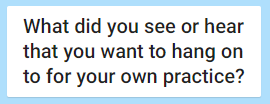 What did you see or hear
that you want to hang on
to for your own practice?